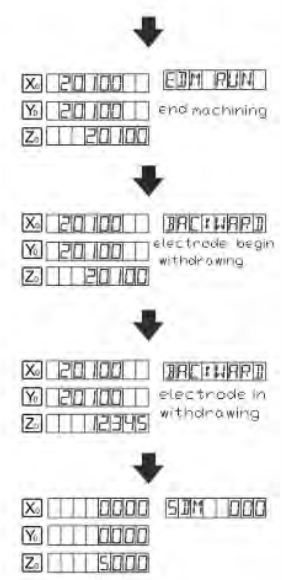 X₀ 20.100 EDM RUN
Y₀ 20.100 end machining
Z₀ 20.100
X₀ 20.100 BACKWARD
Y₀ 20.100 electrode begin
Z₀ 20.100 withdrawing
X₀ 20.100 BACKWARD
Y₀ 20.100 electrode in
Z₀ 12.345 withdrawing
X₀ 0.000 SDM 000
Y₀ 0.000
Z₀ 5.000